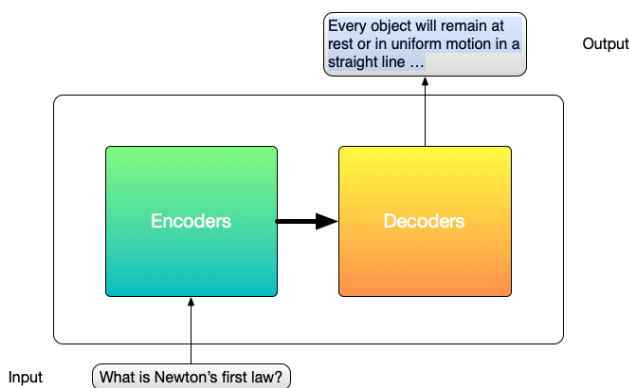 Every object will remain at
rest or in uniform motion in a
straight line …
Output
Encoders
Decoders
Input
What is Newton’s first law?